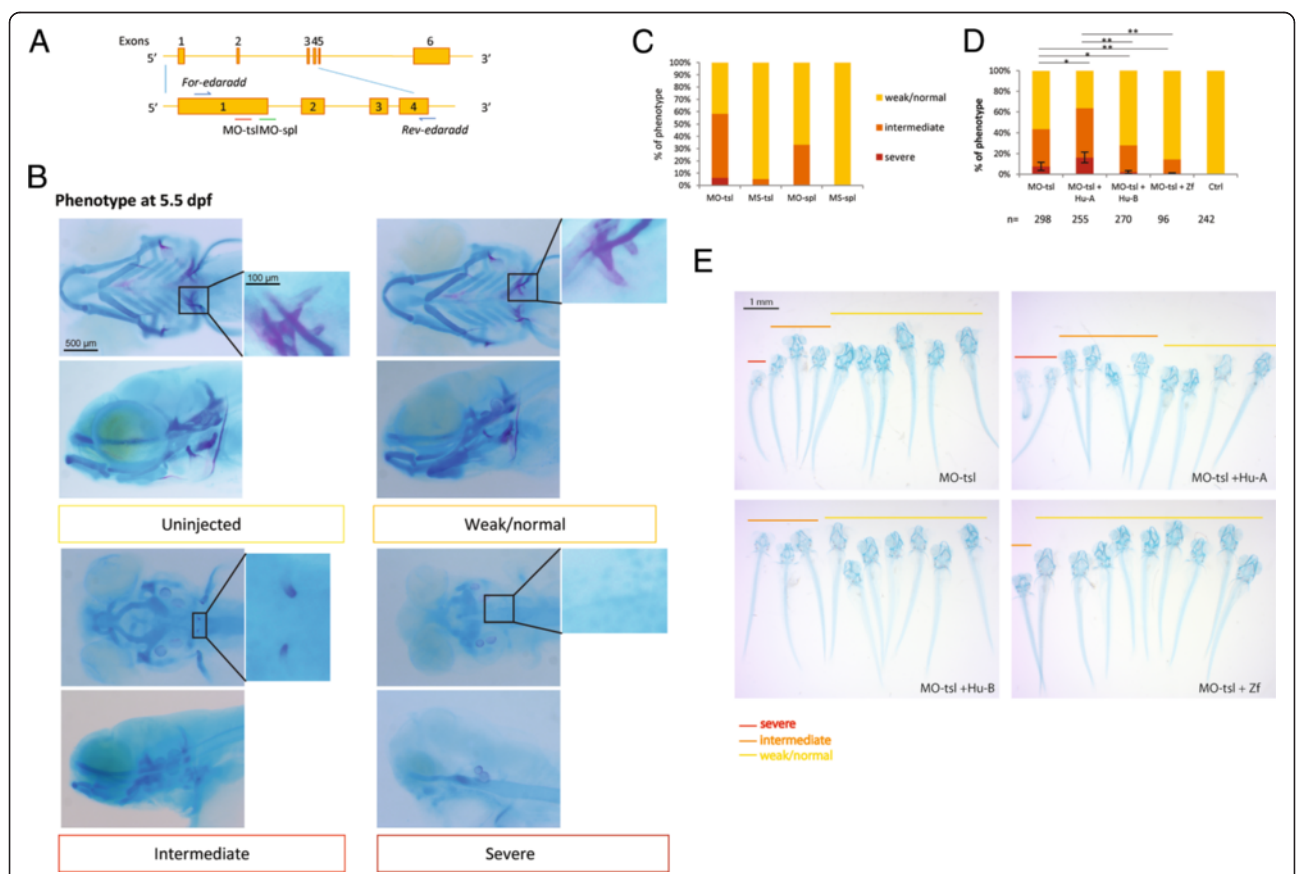 A
Exons 1 2 3 4 5 6
5’ 3’
For-edaradd
5’ 1 2 3 4 3’
MO-tsl MO-spl Rev-edaradd
B
Phenotype at 5.5 dpf
100 µm
500 µm
Uninjected
Weak/normal
Intermediate
Severe
C
% of phenotype
100%
90%
80%
70%
60%
50%
40%
30%
20%
10%
0%
MO-tsl MS-tsl MO-spl MS-spl
weak/normal
intermediate
severe
D
**
**
**
*
*
% of phenotype
100%
80%
60%
40%
20%
0%
MO-tsl MO-tsl + Hu-A MO-tsl + Hu-B MO-tsl + Zf Ctrl
n= 298 255 270 96 242
E
1 mm
MO-tsl
MO-tsl +Hu-A
MO-tsl +Hu-B
MO-tsl + Zf
severe
Intermediate
weak/normal